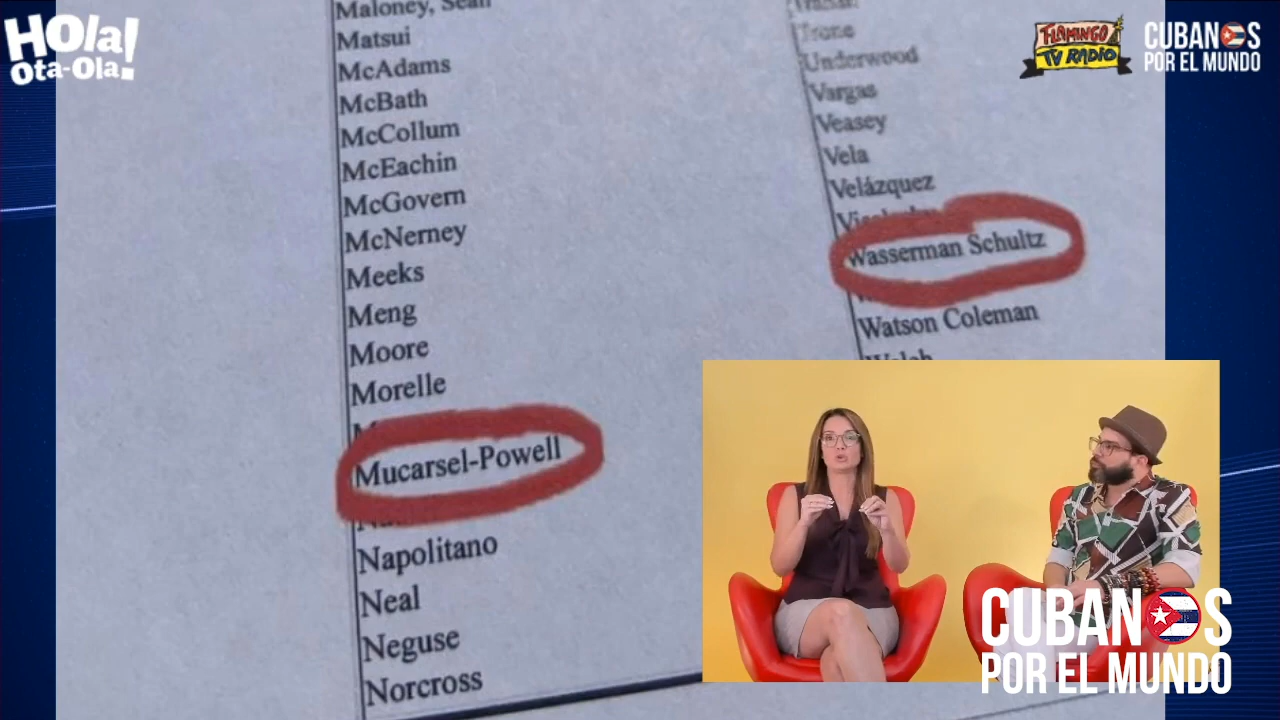 HOla!
Ota-Ola!
FLAMINGO
TV RADIO
CUBANOS
POR EL MUNDO
Maloney, Sean
Matsui
McAdams
McBath
McCollum
McEachin
McGovern
McNerney
Meeks
Meng
Moore
Morelle
Mucarsel-Powell
Napolitano
Neal
Neguse
Norcross
Trone
Underwood
Vargas
Veasey
Vela
Velázquez
Wasserman Schultz
Watson Coleman
CUBANOS
POR EL MUNDO